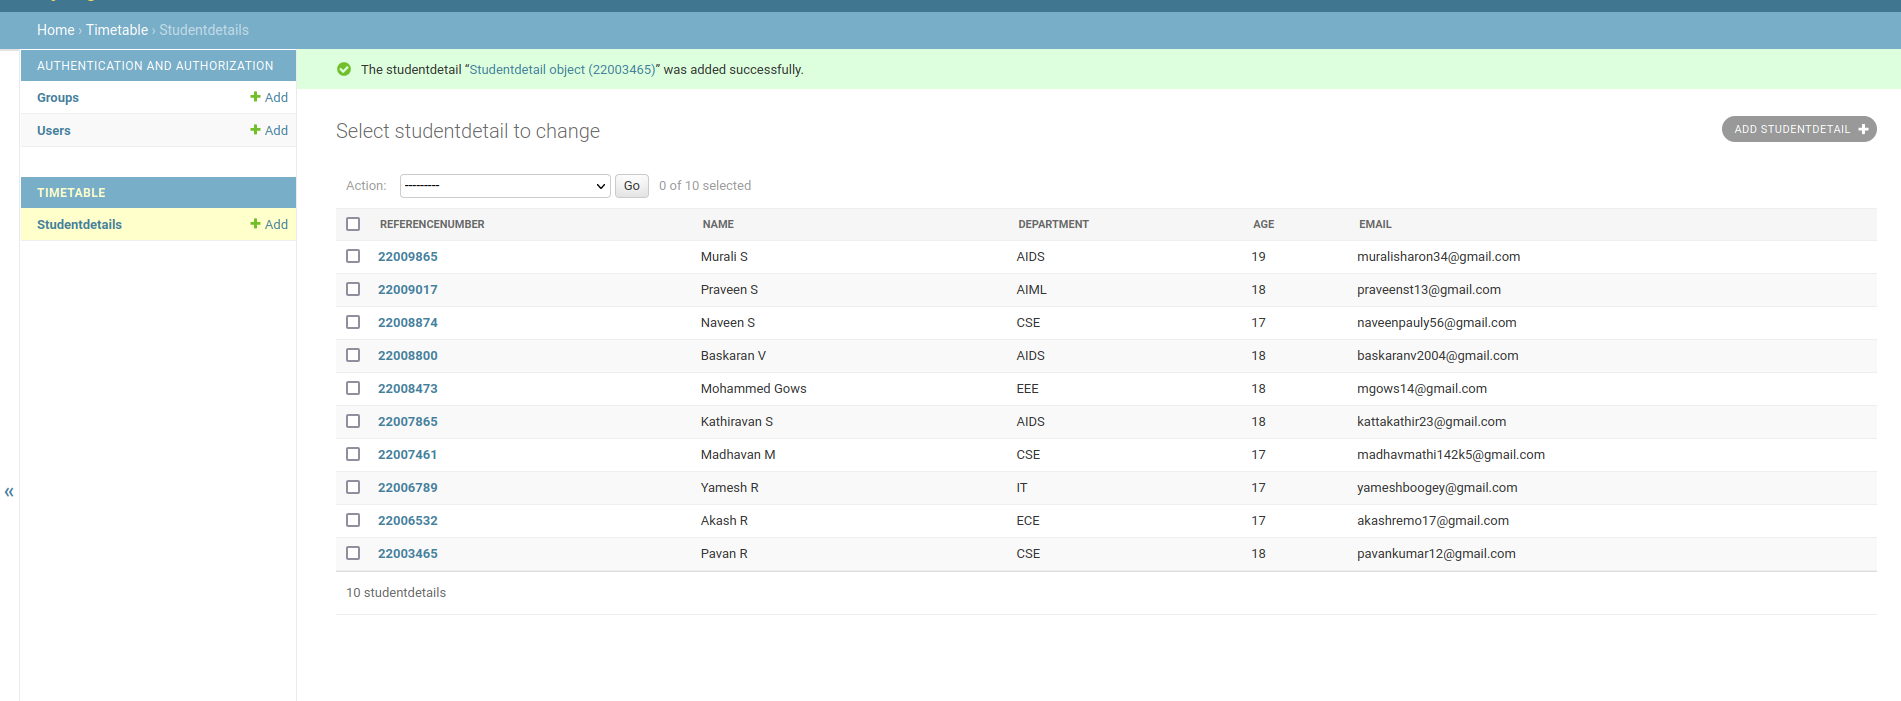 Home › Timetable › Studentdetails
AUTHENTICATION AND AUTHORIZATION
Groups + Add
Users + Add
TIMETABLE
Studentdetails + Add
«
The studentdetail “Studentdetail object (22003465)” was added successfully.
Select studentdetail to change
ADD STUDENTDETAIL +
Action: --------- Go 0 of 10 selected
REFERENCENUMBER NAME DEPARTMENT AGE EMAIL
22009865 Murali S AIDS 19 muralisharon34@gmail.com
22009017 Praveen S AIML 18 praveenst13@gmail.com
22008874 Naveen S CSE 17 naveenpauly56@gmail.com
22008800 Baskaran V AIDS 18 baskaranv2004@gmail.com
22008473 Mohammed Gows EEE 18 mgows14@gmail.com
22007865 Kathiravan S AIDS 18 kattakathir23@gmail.com
22007461 Madhavan M CSE 17 madhavmathi142k5@gmail.com
22006789 Yamesh R IT 17 yameshboogey@gmail.com
22006532 Akash R ECE 17 akashremo17@gmail.com
22003465 Pavan R CSE 18 pavankumar12@gmail.com
10 studentdetails